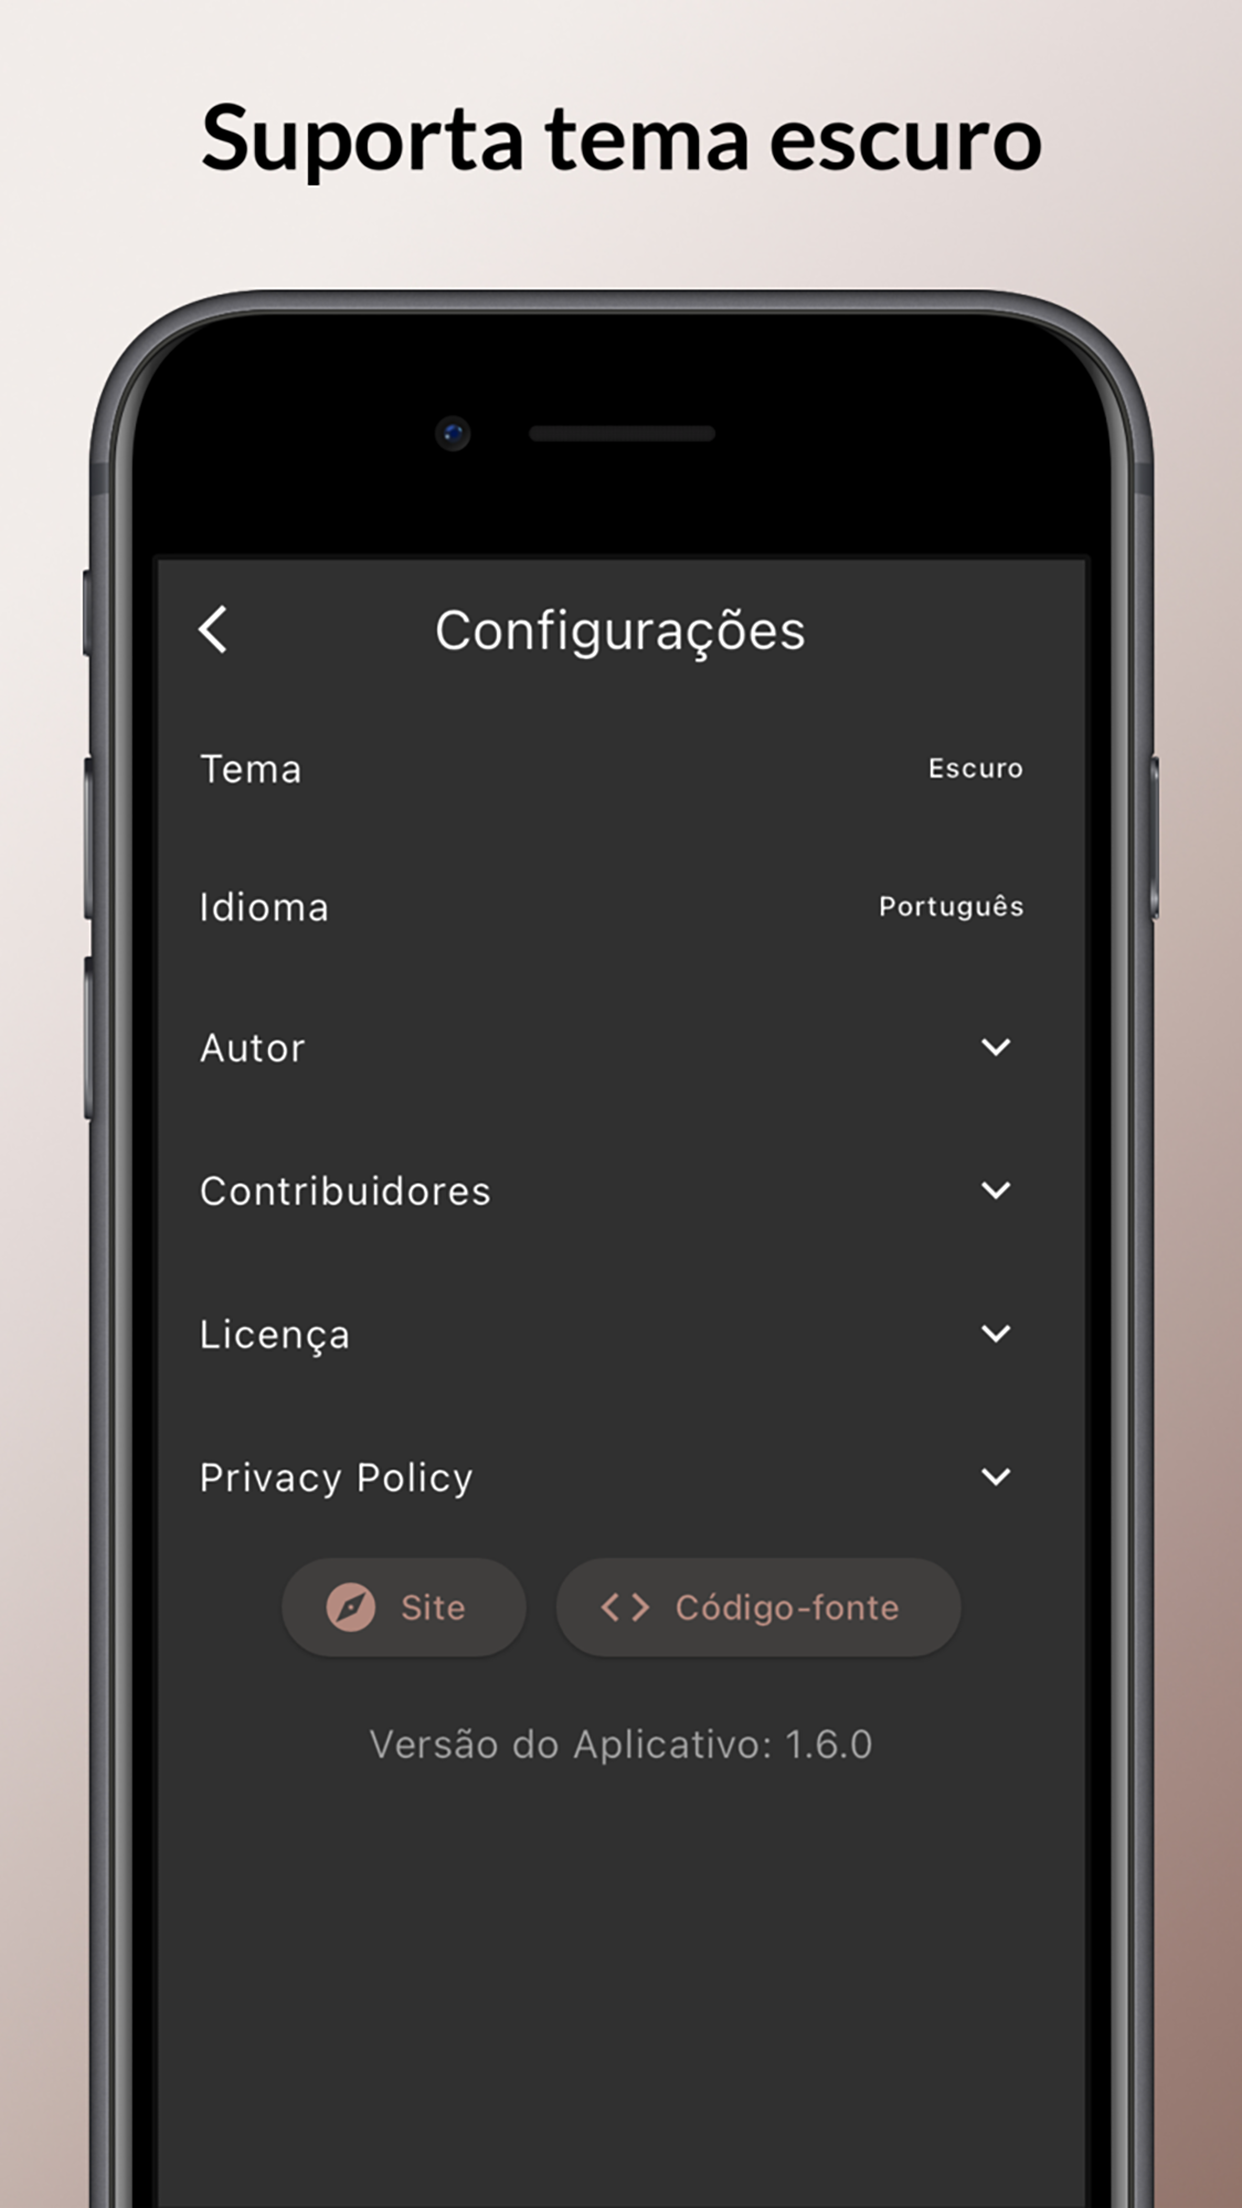 Suporta tema escuro
Configurações
Tema
Escuro
Idioma
Português
Autor
Contribuidores
Licença
Privacy Policy
Site
Código-fonte
Versão do Aplicativo: 1.6.0